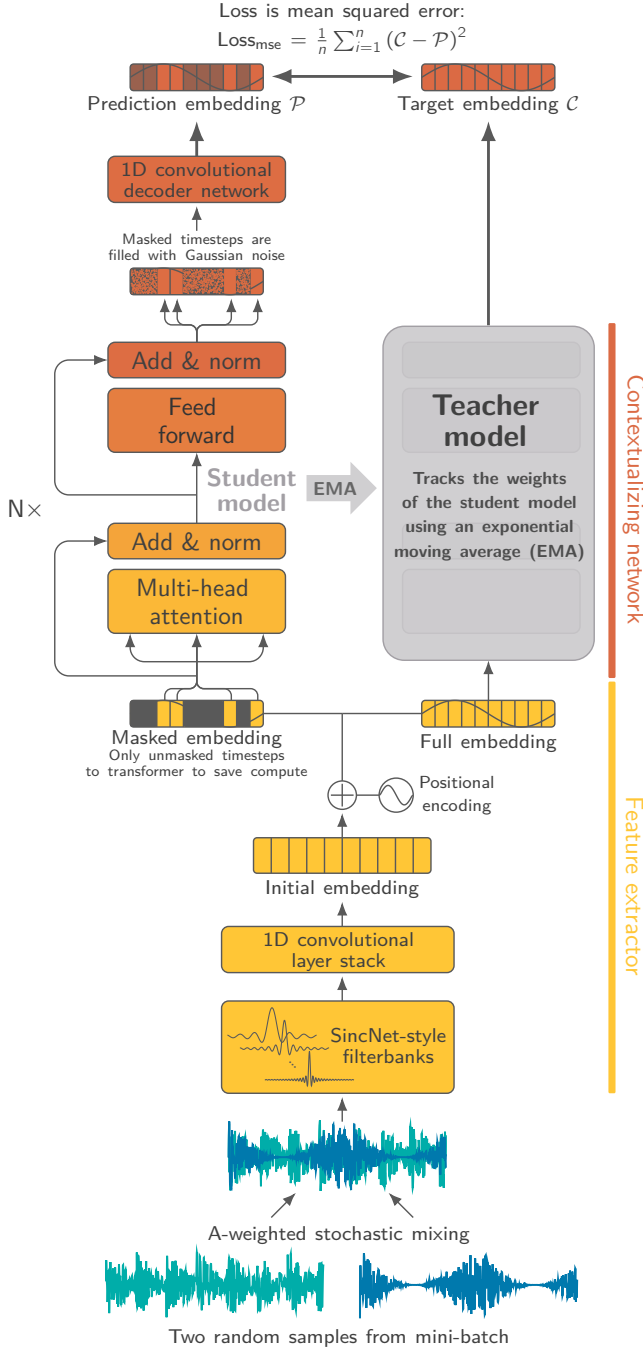 Loss is mean squared error:
Loss_mse = 1/n ∑_{i=1}^{n} (𝒞 − 𝒫)²
Prediction embedding 𝒫
Target embedding 𝒞
1D convolutional
decoder network
Masked timesteps are
filled with Gaussian noise
Add & norm
Feed
forward
Student
model
EMA
Teacher
model
Tracks the weights
of the student model
using an exponential
moving average (EMA)
Contextualizing network
N×
Add & norm
Multi-head
attention
Masked embedding
Only unmasked timesteps
to transformer to save compute
Full embedding
Positional
encoding
Initial embedding
Feature extractor
1D convolutional
layer stack
SincNet-style
filterbanks
A-weighted stochastic mixing
Two random samples from mini-batch